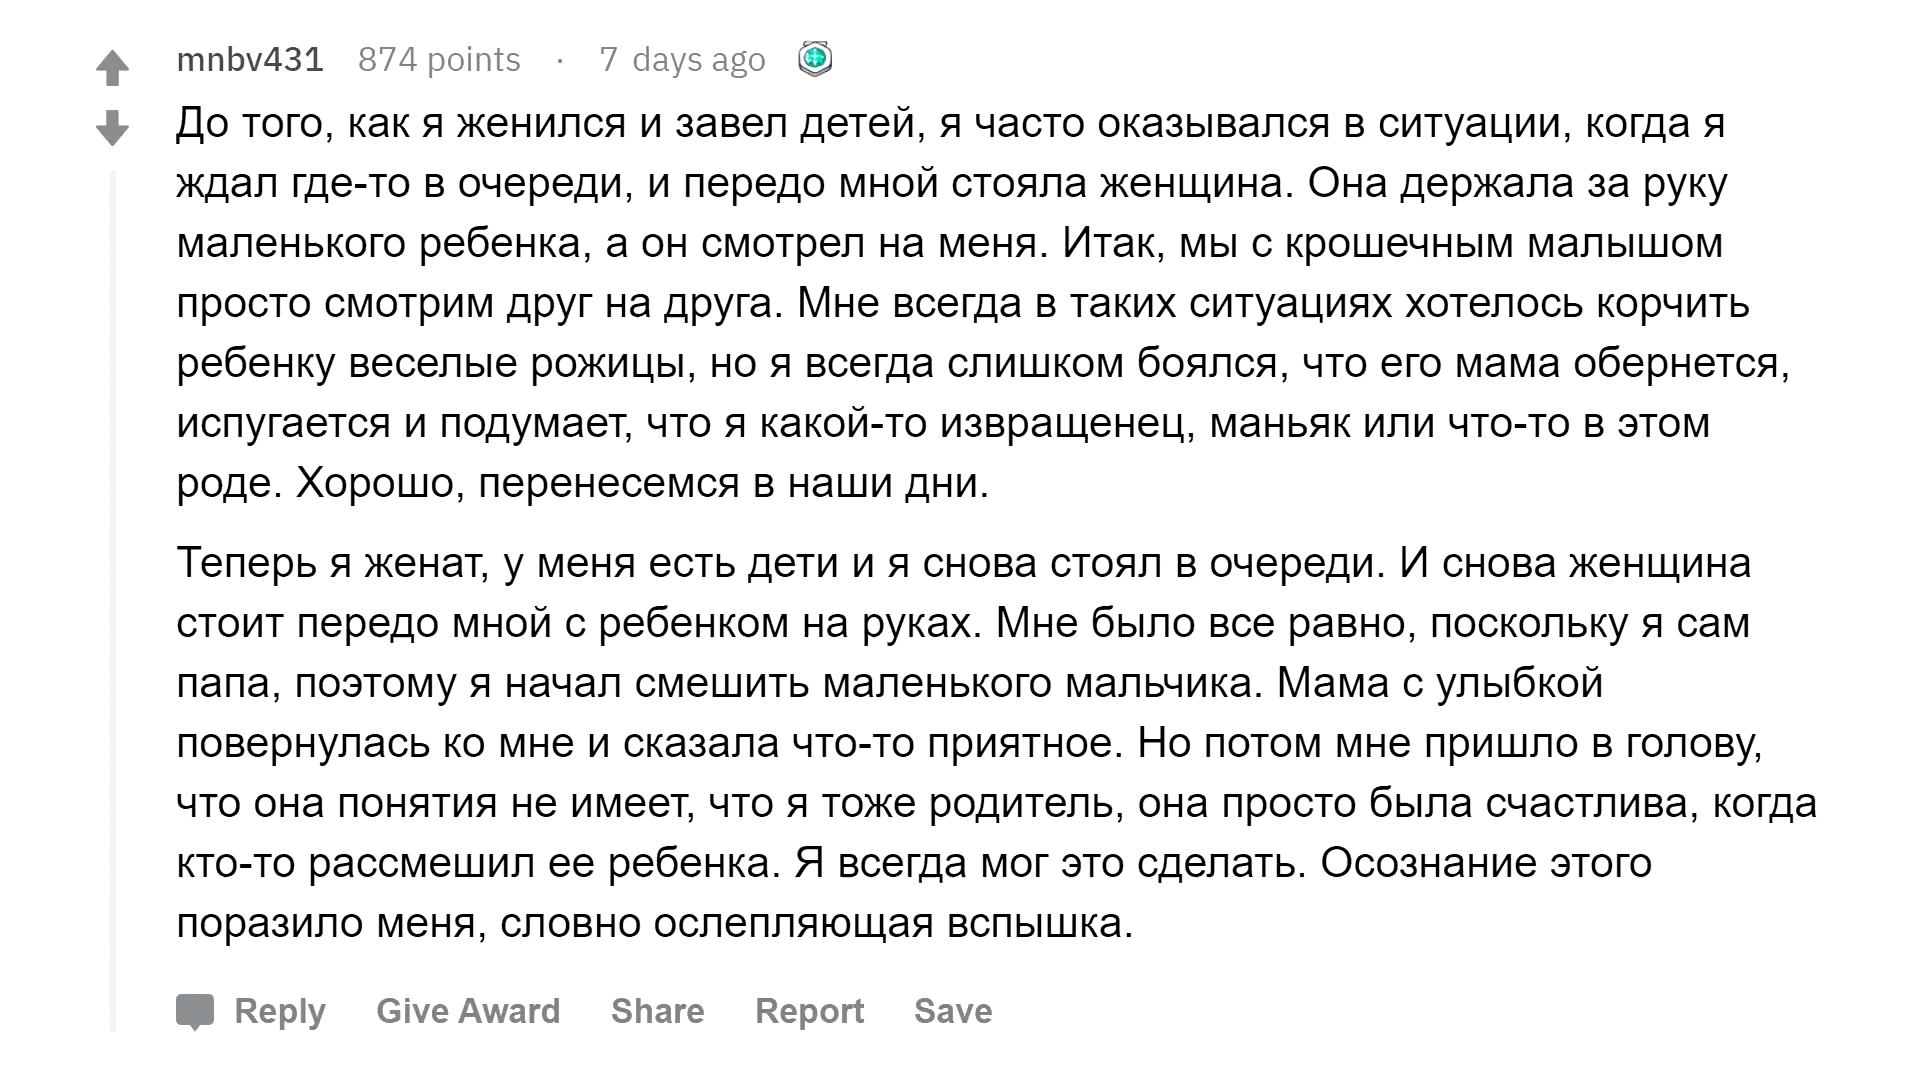 mnbv431 874 points · 7 days ago
До того, как я женился и завел детей, я часто оказывался в ситуации, когда я
ждал где-то в очереди, и передо мной стояла женщина. Она держала за руку
маленького ребенка, а он смотрел на меня. Итак, мы с крошечным малышом
просто смотрим друг на друга. Мне всегда в таких ситуациях хотелось корчить
ребенку веселые рожицы, но я всегда слишком боялся, что его мама обернется,
испугается и подумает, что я какой-то извращенец, маньяк или что-то в этом
роде. Хорошо, перенесемся в наши дни.
Теперь я женат, у меня есть дети и я снова стоял в очереди. И снова женщина
стоит передо мной с ребенком на руках. Мне было все равно, поскольку я сам
папа, поэтому я начал смешить маленького мальчика. Мама с улыбкой
повернулась ко мне и сказала что-то приятное. Но потом мне пришло в голову,
что она понятия не имеет, что я тоже родитель, она просто была счастлива, когда
кто-то рассмешил ее ребенка. Я всегда мог это сделать. Осознание этого
поразило меня, словно ослепляющая вспышка.
Reply Give Award Share Report Save